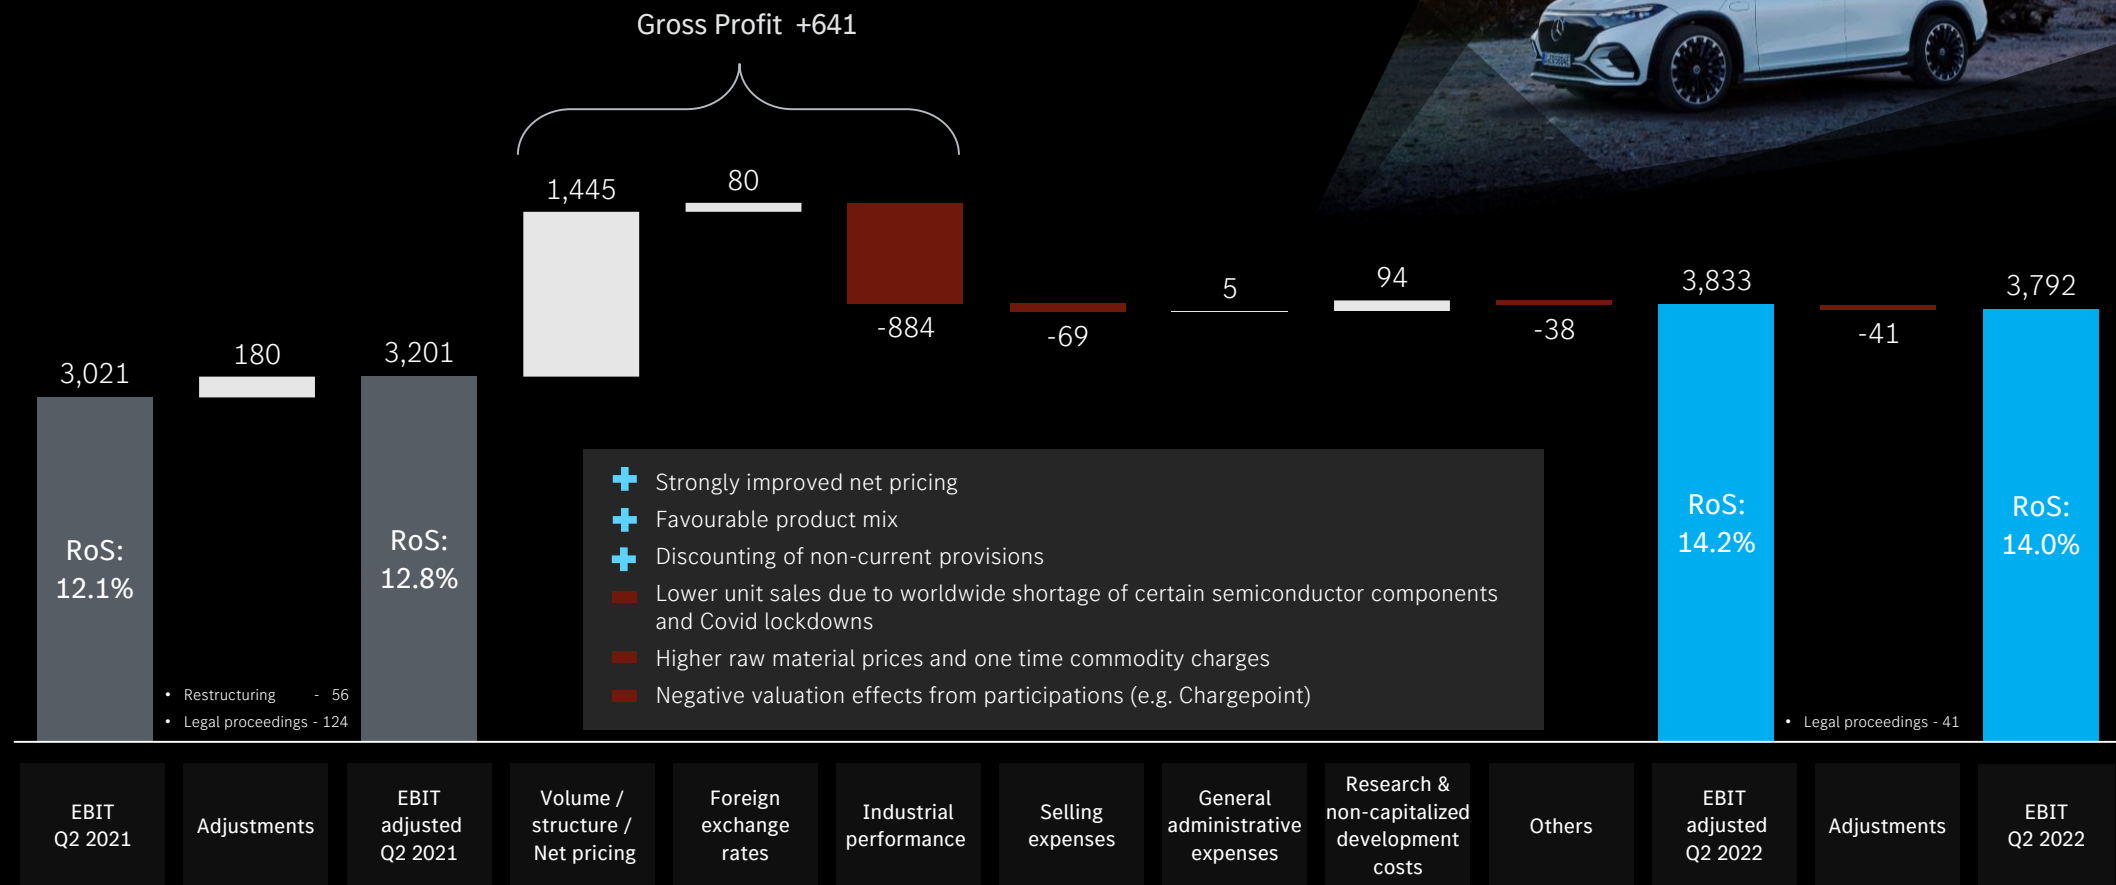 Gross Profit +641
3,021
180
3,201
1,445
80
-884
-69
5
94
-38
3,833
-41
3,792
RoS:
12.1%
RoS:
12.8%
RoS:
14.2%
RoS:
14.0%
Strongly improved net pricing
Favourable product mix
Discounting of non-current provisions
Lower unit sales due to worldwide shortage of certain semiconductor components
and Covid lockdowns
Higher raw material prices and one time commodity charges
Negative valuation effects from participations (e.g. Chargepoint)
• Restructuring - 56
• Legal proceedings - 124
• Legal proceedings - 41
EBIT
Q2 2021
Adjustments
EBIT
adjusted
Q2 2021
Volume /
structure /
Net pricing
Foreign
exchange
rates
Industrial
performance
Selling
expenses
General
administrative
expenses
Research &
non-capitalized
development
costs
Others
EBIT
adjusted
Q2 2022
Adjustments
EBIT
Q2 2022